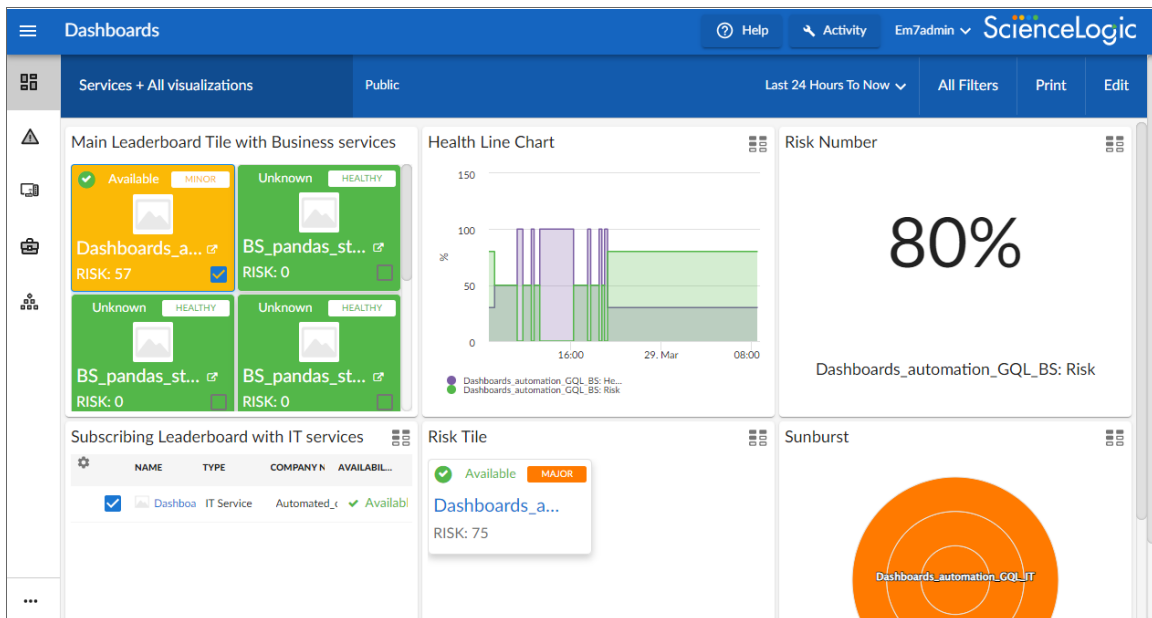 Dashboards
Help
Activity
Em7admin
ScienceLogic
Services + All visualizations
Public
Last 24 Hours To Now
All Filters
Print
Edit
Main Leaderboard Tile with Business services
Available MINOR
Dashboards_a...
RISK: 57
Unknown HEALTHY
BS_pandas_st...
RISK: 0
Unknown HEALTHY
BS_pandas_st...
RISK: 0
Unknown HEALTHY
BS_pandas_st...
RISK: 0
Health Line Chart
150
100
%
50
0
16:00 29. Mar 08:00
Dashboards_automation_GQL_BS: He...
Dashboards_automation_GQL_BS: Risk
Risk Number
80%
Dashboards_automation_GQL_BS: Risk
Subscribing Leaderboard with IT services
NAME TYPE COMPANY N AVAILABIL...
Dashboa IT Service Automated_c Availabl
Risk Tile
Available MAJOR
Dashboards_a...
RISK: 75
Sunburst
Dashboards_automation_GQL_IT